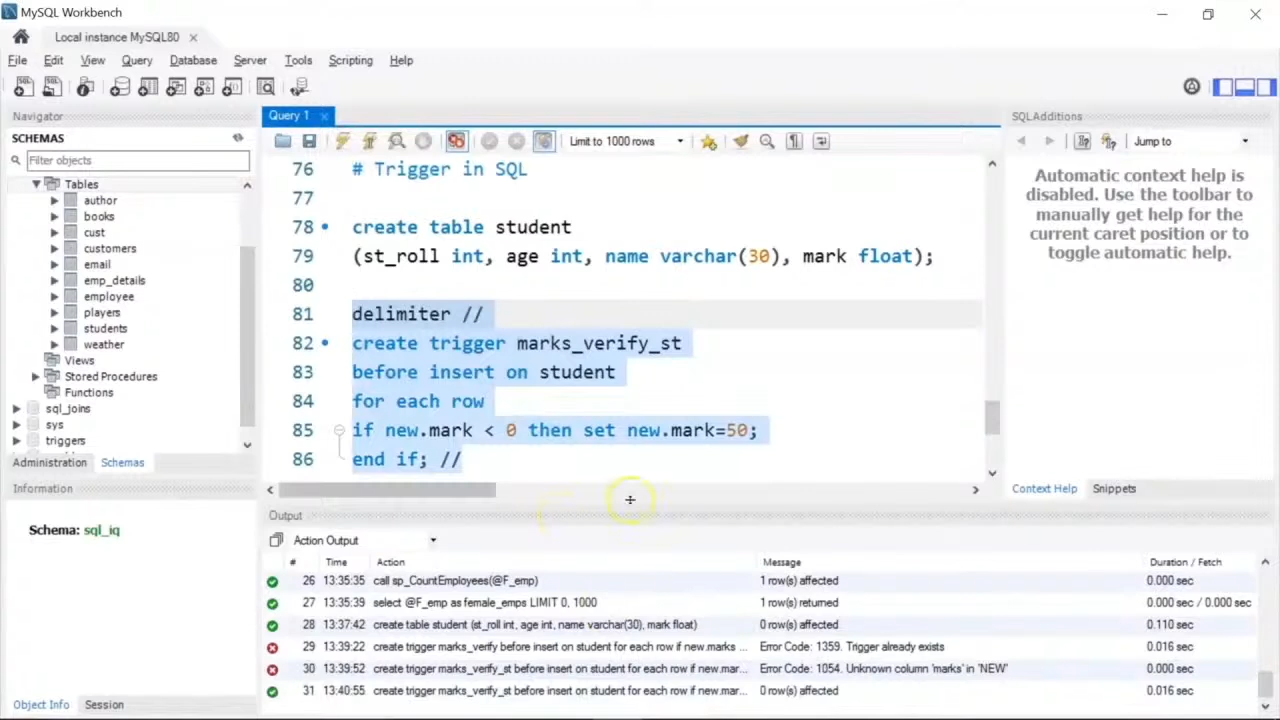 MySQL Workbench
Local instance MySQL80
File Edit View Query Database Server Tools Scripting Help
Navigator
SCHEMAS
Filter objects
Tables
author
books
cust
customers
email
emp_details
employee
players
students
weather
Views
Stored Procedures
Functions
sql_joins
sys
triggers
Administration Schemas
Information
Schema: sql_iq
Object Info Session
Query 1
Limit to 1000 rows
76 # Trigger in SQL
77
78 create table student
79 (st_roll int, age int, name varchar(30), mark float);
80
81 delimiter //
82 create trigger marks_verify_st
83 before insert on student
84 for each row
85 if new.mark < 0 then set new.mark=50;
86 end if; //
SQLAdditions
Jump to
Automatic context help is
disabled. Use the toolbar to
manually get help for the
current caret position or to
toggle automatic help.
Context Help Snippets
Output
Action Output
# Time Action Message Duration / Fetch
26 13:35:35 call sp_CountEmployees(@F_emp) 1 row(s) affected 0.000 sec
27 13:35:39 select @F_emp as female_emps LIMIT 0, 1000 1 row(s) returned 0.000 sec / 0.000 sec
28 13:37:42 create table student (st_roll int, age int, name varchar(30), mark float) 0 row(s) affected 0.110 sec
29 13:39:22 create trigger marks_verify before insert on student for each row if new.marks ... Error Code: 1359. Trigger already exists 0.016 sec
30 13:39:52 create trigger marks_verify_st before insert on student for each row if new.mar... Error Code: 1054. Unknown column 'marks' in 'NEW' 0.000 sec
31 13:40:55 create trigger marks_verify_st before insert on student for each row if new.mar... 0 row(s) affected 0.016 sec